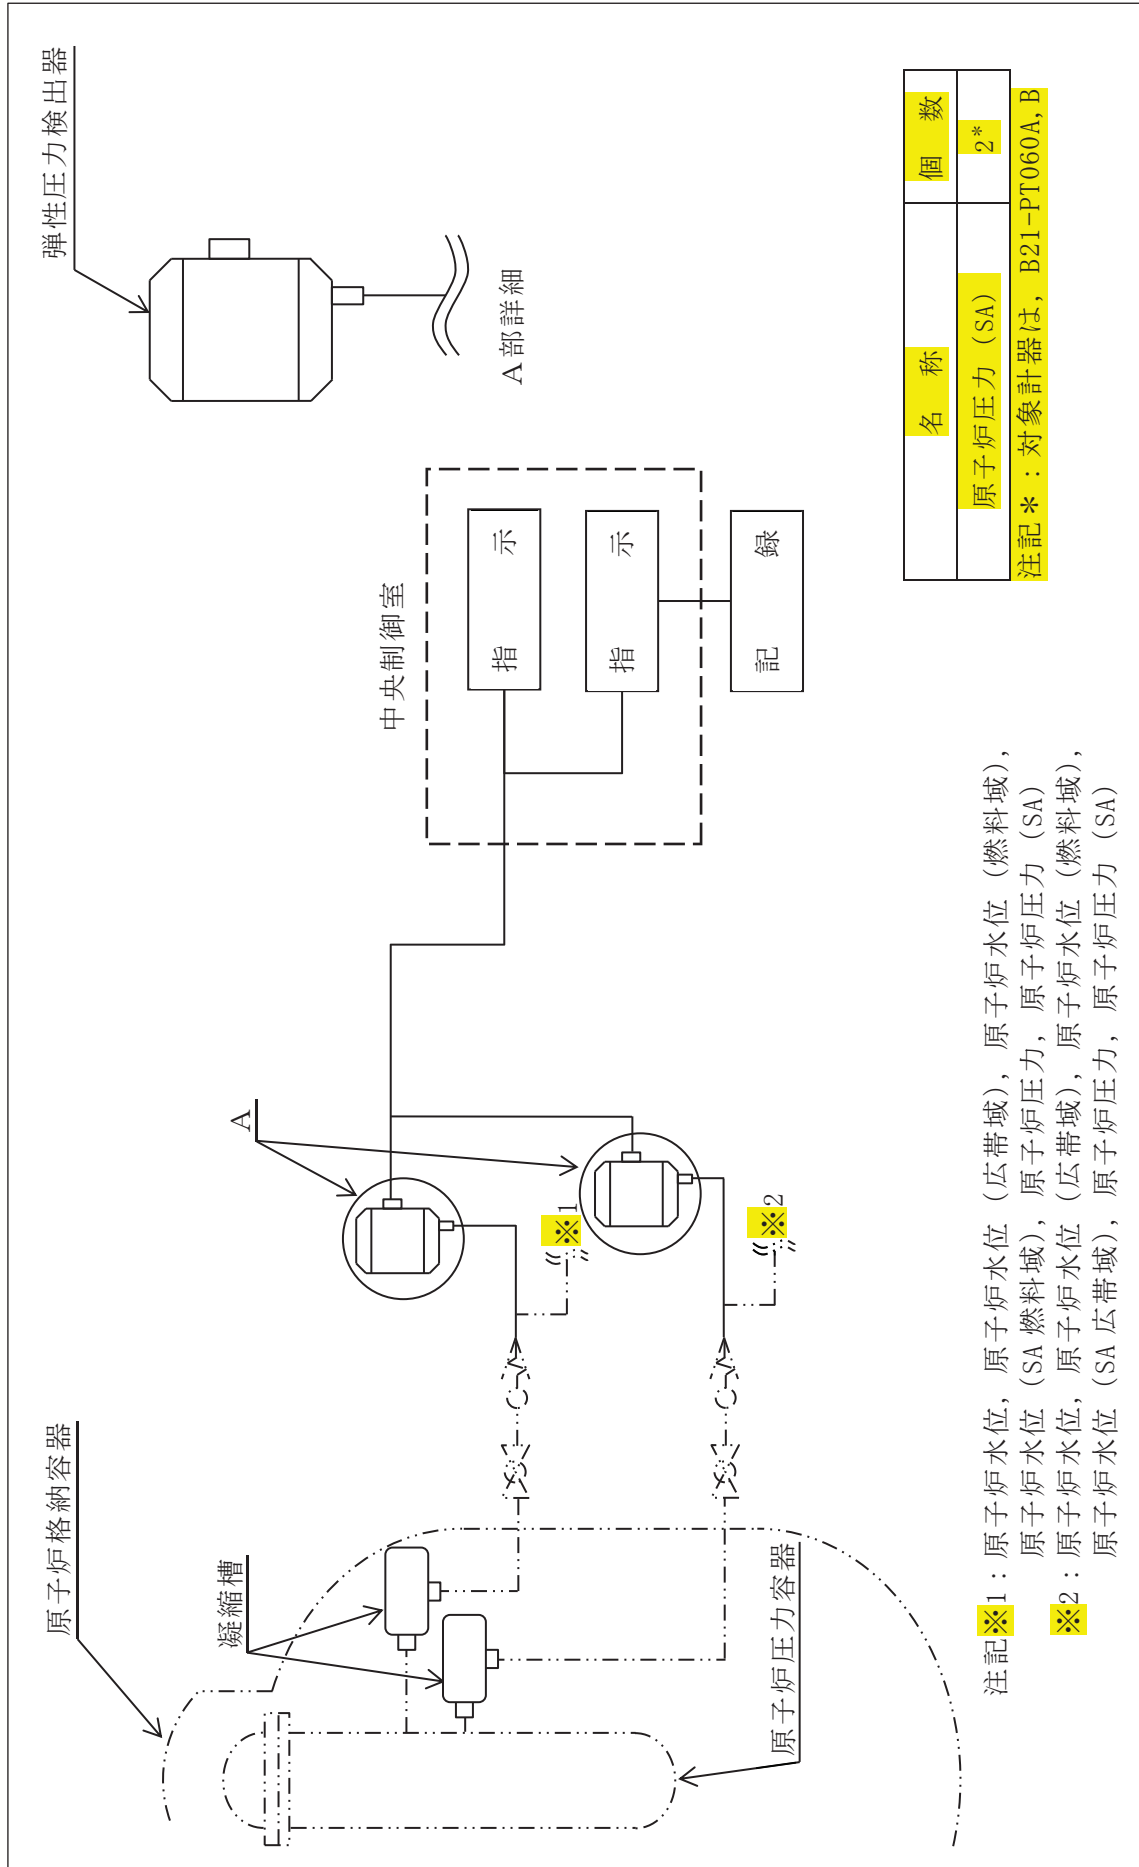 原子炉格納容器
凝縮槽
原子炉圧力容器
A
※1
※2
中央制御室
指示
指示
記録
弾性圧力検出器
A部詳細
名称 個数
原子炉圧力 (SA) 2*
注記*：対象計器は, B21-PT060A, B
注記※1：原子炉水位, 原子炉水位 (広帯域), 原子炉水位 (燃料域),
原子炉水位 (SA 燃料域), 原子炉圧力, 原子炉圧力 (SA)
※2：原子炉水位, 原子炉水位 (広帯域), 原子炉水位 (燃料域),
原子炉水位 (SA 広帯域), 原子炉圧力, 原子炉圧力 (SA)